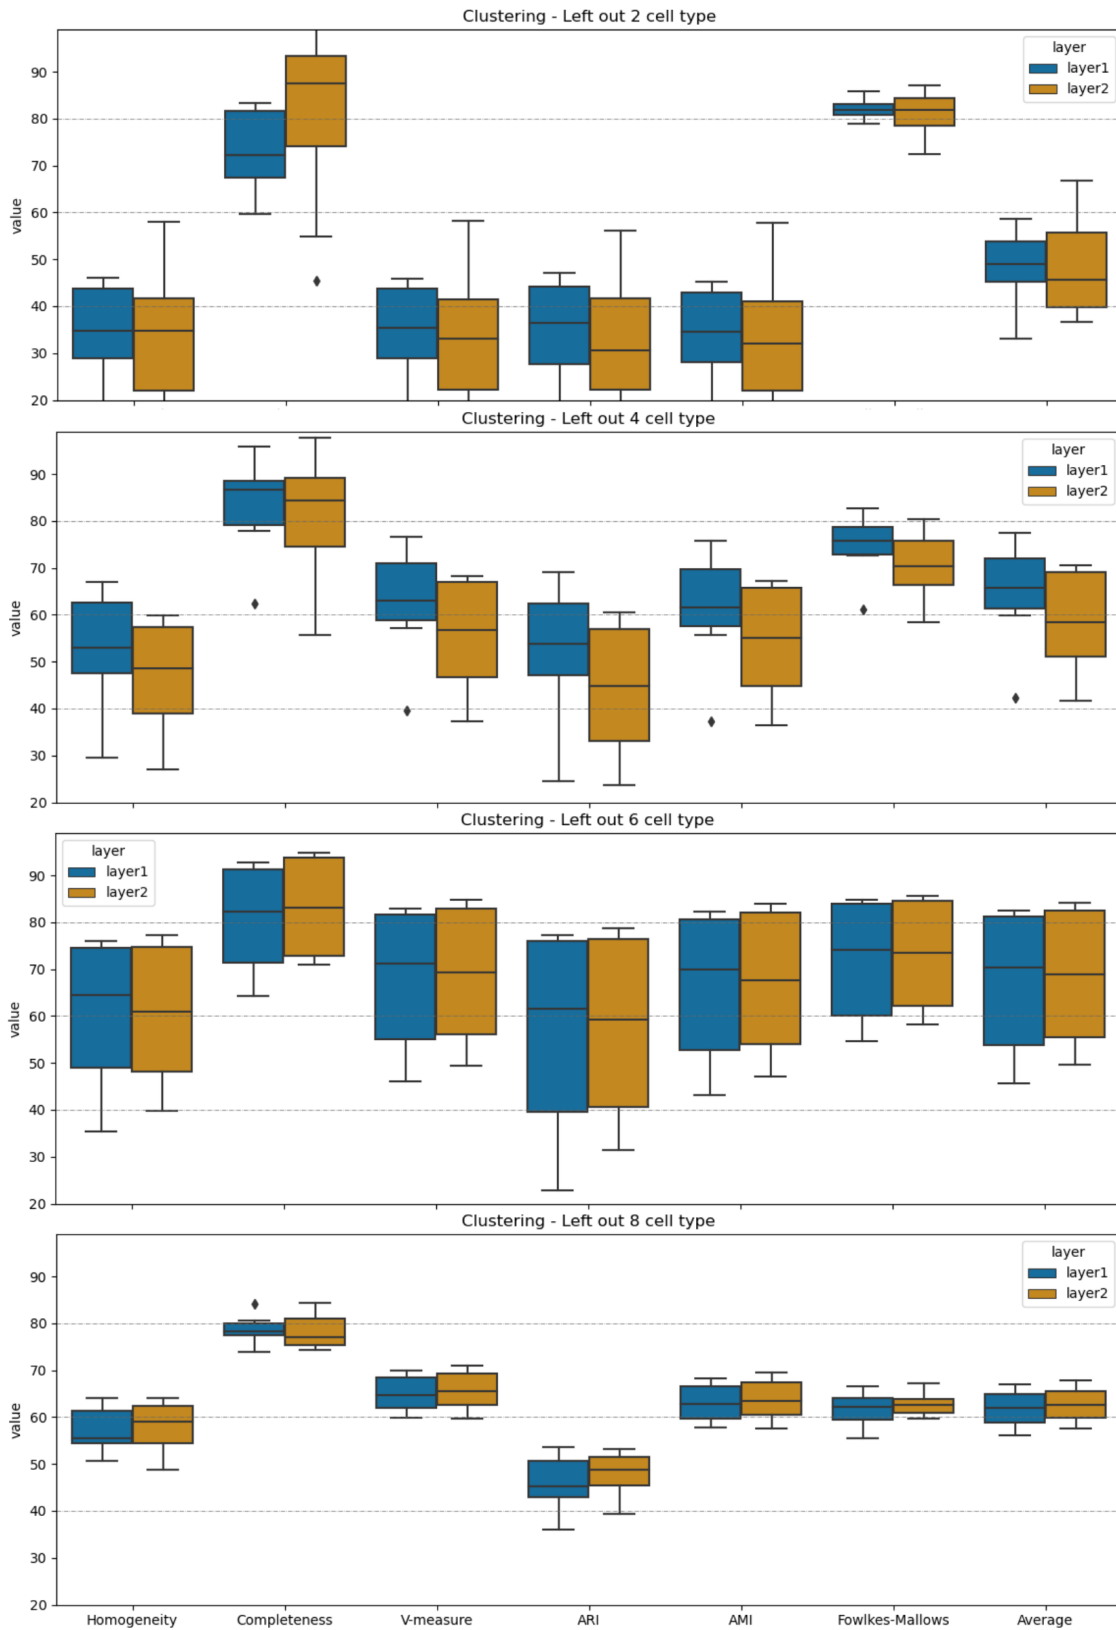 Clustering - Left out 2 cell type
layer
layer1
layer2
90
80
70
60
50
40
30
20
value
Clustering - Left out 4 cell type
layer
layer1
layer2
90
80
70
60
50
40
30
20
value
Clustering - Left out 6 cell type
layer
layer1
layer2
90
80
70
60
50
40
30
20
value
Clustering - Left out 8 cell type
layer
layer1
layer2
90
80
70
60
50
40
30
20
value
Homogeneity Completeness V-measure ARI AMI Fowlkes-Mallows Average